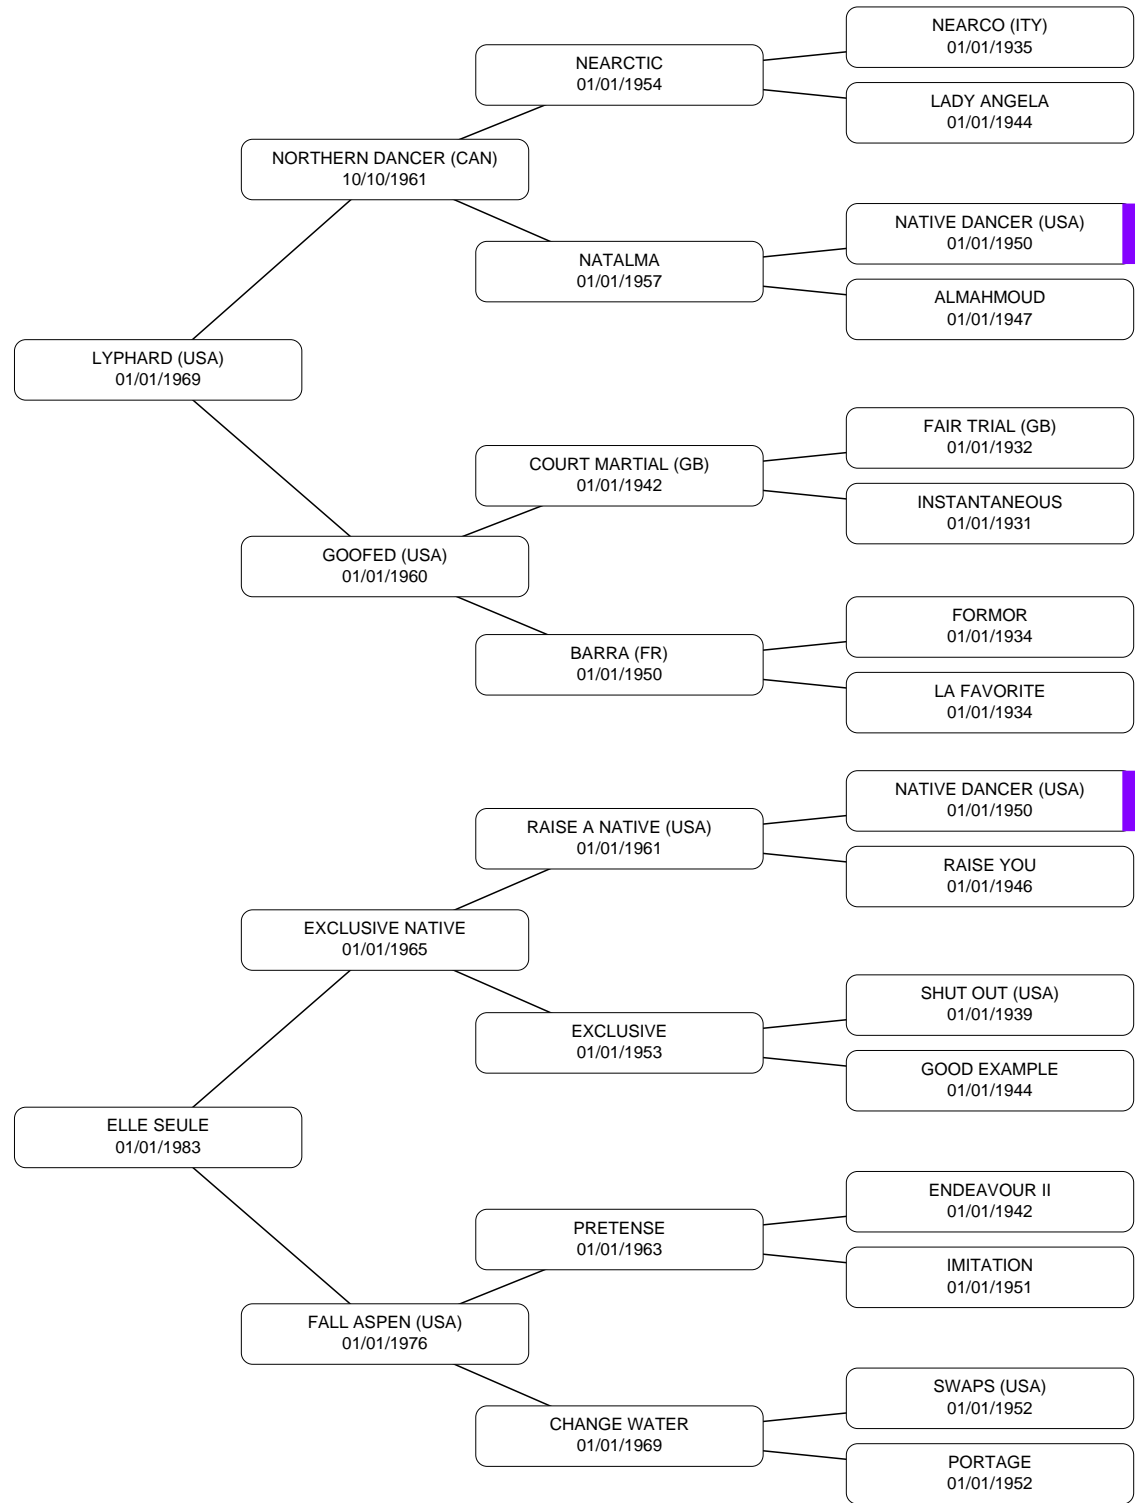 NEARCO (ITY)
01/01/1935
NEARCTIC
01/01/1954
LADY ANGELA
01/01/1944
NORTHERN DANCER (CAN)
10/10/1961
NATIVE DANCER (USA)
01/01/1950
NATALMA
01/01/1957
ALMAHMOUD
01/01/1947
LYPHARD (USA)
01/01/1969
FAIR TRIAL (GB)
01/01/1932
COURT MARTIAL (GB)
01/01/1942
INSTANTANEOUS
01/01/1931
GOOFED (USA)
01/01/1960
FORMOR
01/01/1934
BARRA (FR)
01/01/1950
LA FAVORITE
01/01/1934
NATIVE DANCER (USA)
01/01/1950
RAISE A NATIVE (USA)
01/01/1961
RAISE YOU
01/01/1946
EXCLUSIVE NATIVE
01/01/1965
SHUT OUT (USA)
01/01/1939
EXCLUSIVE
01/01/1953
GOOD EXAMPLE
01/01/1944
ELLE SEULE
01/01/1983
ENDEAVOUR II
01/01/1942
PRETENSE
01/01/1963
IMITATION
01/01/1951
FALL ASPEN (USA)
01/01/1976
SWAPS (USA)
01/01/1952
CHANGE WATER
01/01/1969
PORTAGE
01/01/1952